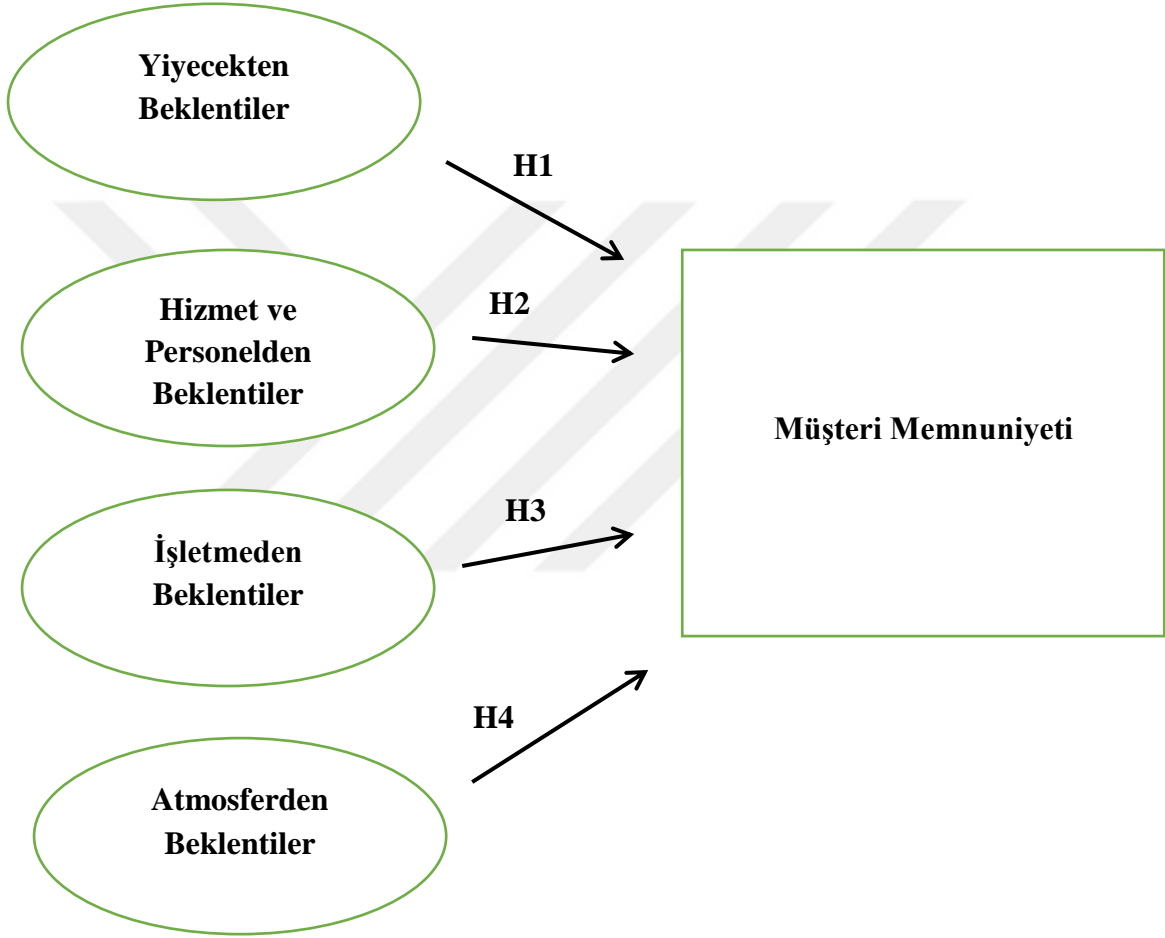 Yiyecekten
Beklentiler
H1
Hizmet ve
Personelden
Beklentiler
H2
Müşteri Memnuniyeti
İşletmeden
Beklentiler
H3
Atmosferden
Beklentiler
H4